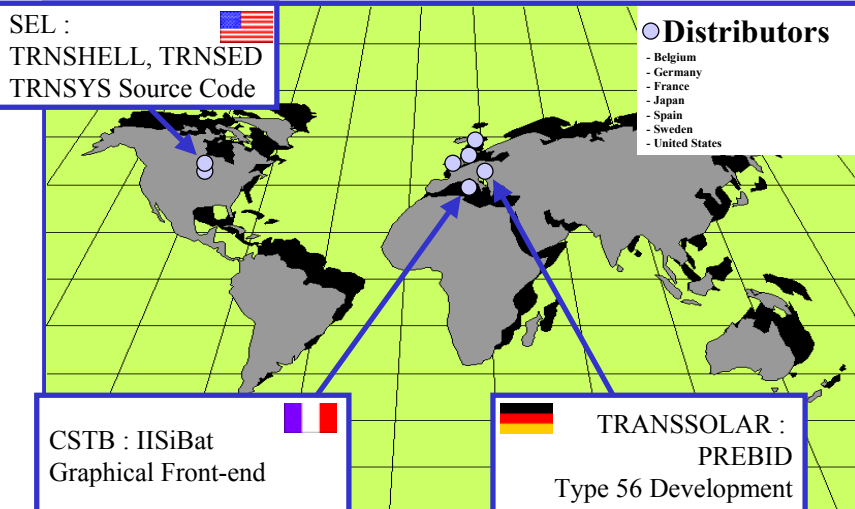 SEL :
TRNSHELL, TRNSED
TRNSYS Source Code
Distributors
- Belgium
- Germany
- France
- Japan
- Spain
- Sweden
- United States
CSTB : IISiBat
Graphical Front-end
TRANSSOLAR :
PREBID
Type 56 Development